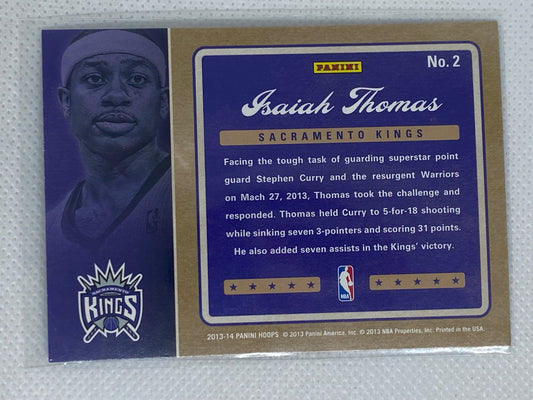 PANINI
No. 2
Isaiah Thomas
SACRAMENTO KINGS
Facing the tough task of guarding superstar point
guard Stephen Curry and the resurgent Warriors
on Mach 27, 2013, Thomas took the challenge and
responded. Thomas held Curry to 5-for-18 shooting
while sinking seven 3-pointers and scoring 31 points.
He also added seven assists in the Kings' victory.
NBA
SACRAMENTO
KINGS
2013-14 PANINI HOOPS © 2013 Panini America, Inc. © 2013 NBA Properties, Inc. Printed in the USA.